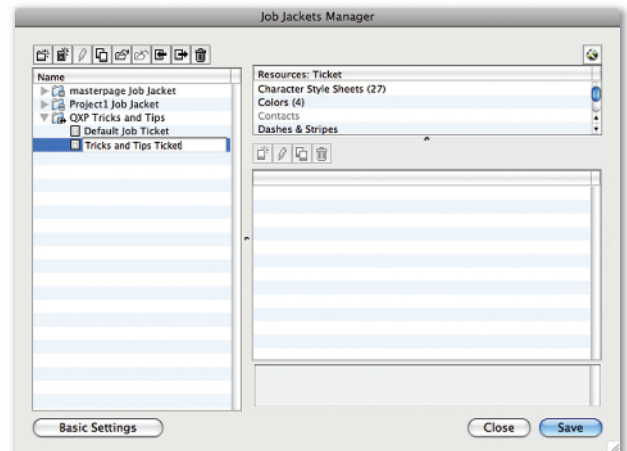 Job Jackets Manager
Name
masterpage Job Jacket
Project1 Job Jacket
QXP Tricks and Tips
Default Job Ticket
Tricks and Tips Ticket
Resources: Ticket
Character Style Sheets (27)
Colors (4)
Contacts
Dashes & Stripes
Basic Settings
Close
Save